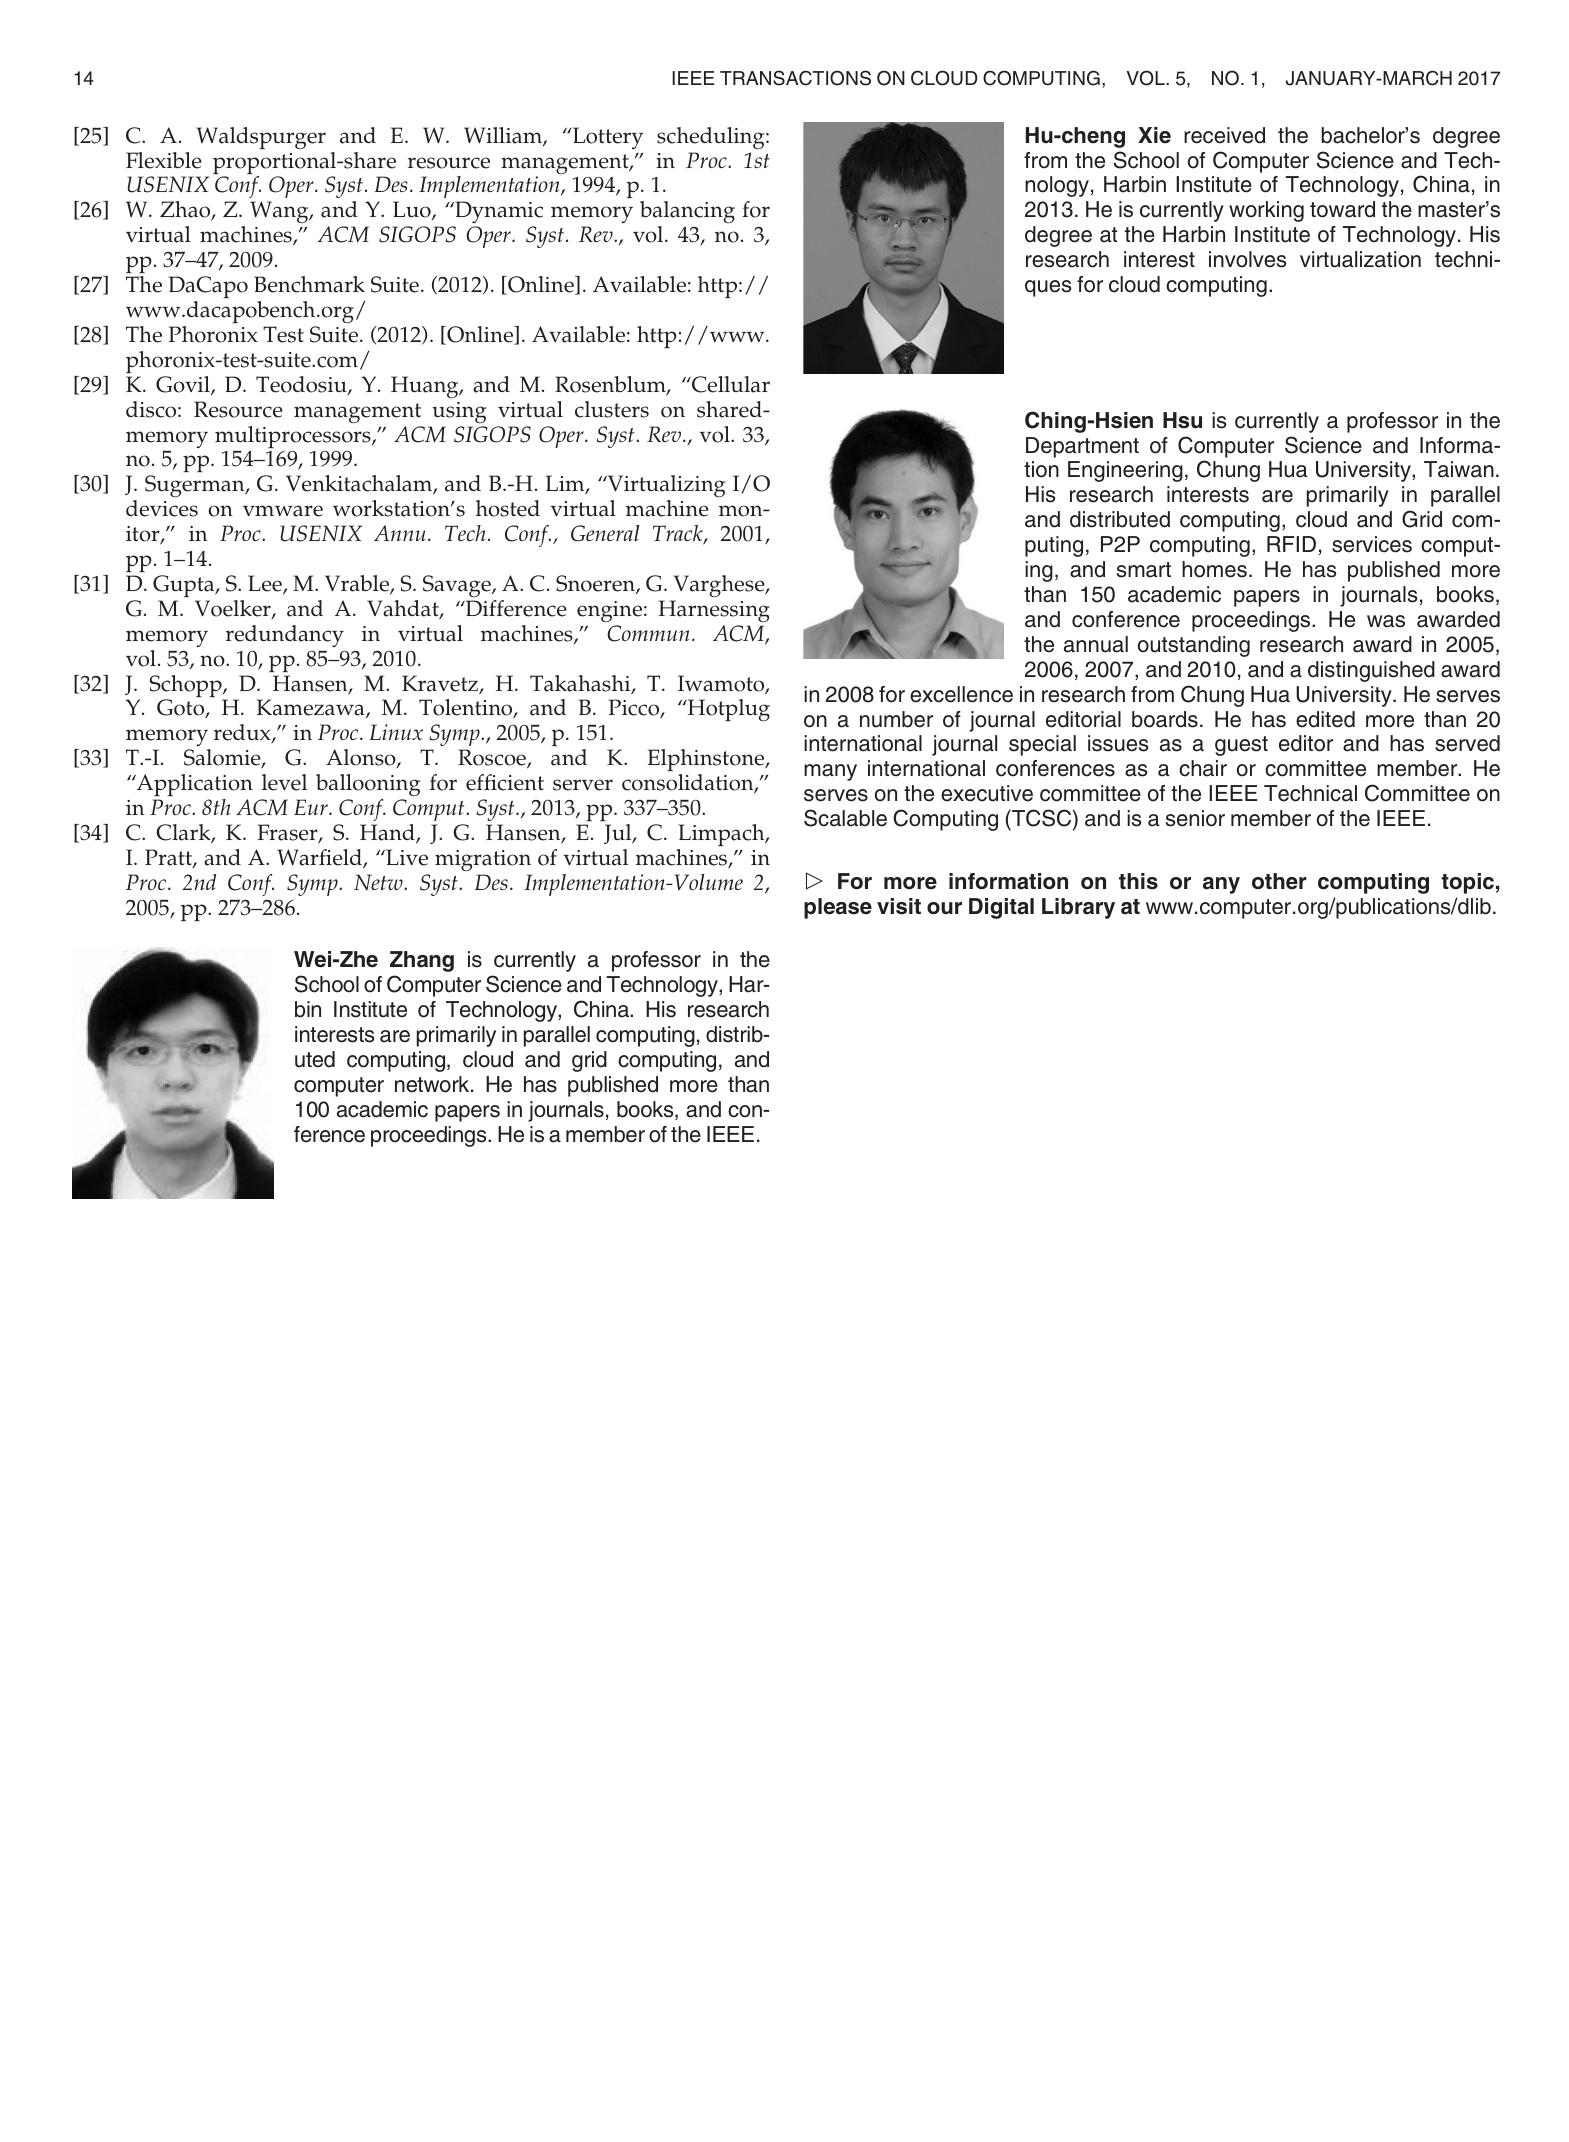 14
IEEE TRANSACTIONS ON CLOUD COMPUTING, VOL. 5, NO. 1, JANUARY-MARCH 2017
[25] C. A. Waldspurger and E. W. William, “Lottery scheduling:
Flexible proportional-share resource management,” in Proc. 1st
USENIX Conf. Oper. Syst. Des. Implementation, 1994, p. 1.
[26] W. Zhao, Z. Wang, and Y. Luo, “Dynamic memory balancing for
virtual machines,” ACM SIGOPS Oper. Syst. Rev., vol. 43, no. 3,
pp. 37–47, 2009.
[27] The DaCapo Benchmark Suite. (2012). [Online]. Available: http://
www.dacapobench.org/
[28] The Phoronix Test Suite. (2012). [Online]. Available: http://www.
phoronix-test-suite.com/
[29] K. Govil, D. Teodosiu, Y. Huang, and M. Rosenblum, “Cellular
disco: Resource management using virtual clusters on shared-
memory multiprocessors,” ACM SIGOPS Oper. Syst. Rev., vol. 33,
no. 5, pp. 154–169, 1999.
[30] J. Sugerman, G. Venkitachalam, and B.-H. Lim, “Virtualizing I/O
devices on vmware workstation’s hosted virtual machine mon-
itor,” in Proc. USENIX Annu. Tech. Conf., General Track, 2001,
pp. 1–14.
[31] D. Gupta, S. Lee, M. Vrable, S. Savage, A. C. Snoeren, G. Varghese,
G. M. Voelker, and A. Vahdat, “Difference engine: Harnessing
memory redundancy in virtual machines,” Commun. ACM,
vol. 53, no. 10, pp. 85–93, 2010.
[32] J. Schopp, D. Hansen, M. Kravetz, H. Takahashi, T. Iwamoto,
Y. Goto, H. Kamezawa, M. Tolentino, and B. Picco, “Hotplug
memory redux,” in Proc. Linux Symp., 2005, p. 151.
[33] T.-I. Salomie, G. Alonso, T. Roscoe, and K. Elphinstone,
“Application level ballooning for efficient server consolidation,”
in Proc. 8th ACM Eur. Conf. Comput. Syst., 2013, pp. 337–350.
[34] C. Clark, K. Fraser, S. Hand, J. G. Hansen, E. Jul, C. Limpach,
I. Pratt, and A. Warfield, “Live migration of virtual machines,” in
Proc. 2nd Conf. Symp. Netw. Syst. Des. Implementation-Volume 2,
2005, pp. 273–286.
Wei-Zhe Zhang is currently a professor in the
School of Computer Science and Technology, Har-
bin Institute of Technology, China. His research
interests are primarily in parallel computing, distrib-
uted computing, cloud and grid computing, and
computer network. He has published more than
100 academic papers in journals, books, and con-
ference proceedings. He is a member of the IEEE.
Hu-cheng Xie received the bachelor’s degree
from the School of Computer Science and Tech-
nology, Harbin Institute of Technology, China, in
2013. He is currently working toward the master’s
degree at the Harbin Institute of Technology. His
research interest involves virtualization techni-
ques for cloud computing.
Ching-Hsien Hsu is currently a professor in the
Department of Computer Science and Informa-
tion Engineering, Chung Hua University, Taiwan.
His research interests are primarily in parallel
and distributed computing, cloud and Grid com-
puting, P2P computing, RFID, services comput-
ing, and smart homes. He has published more
than 150 academic papers in journals, books,
and conference proceedings. He was awarded
the annual outstanding research award in 2005,
2006, 2007, and 2010, and a distinguished award
in 2008 for excellence in research from Chung Hua University. He serves
on a number of journal editorial boards. He has edited more than 20
international journal special issues as a guest editor and has served
many international conferences as a chair or committee member. He
serves on the executive committee of the IEEE Technical Committee on
Scalable Computing (TCSC) and is a senior member of the IEEE.
▷ For more information on this or any other computing topic,
please visit our Digital Library at www.computer.org/publications/dlib.